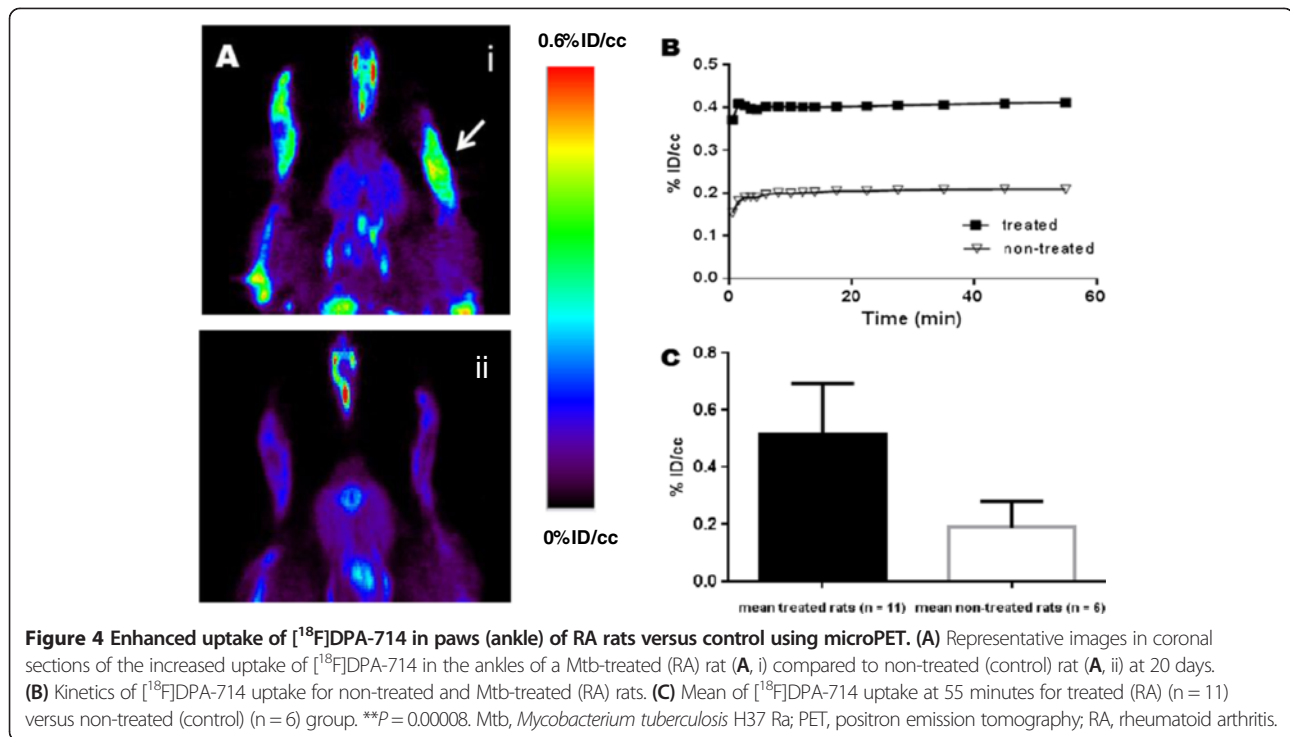 A
i
0.6% ID/cc
0% ID/cc
ii
B
0.5
0.4
0.3
0.2
0.1
0.0
% ID/cc
treated
non-treated
0
20
40
60
Time (min)
C
0.8
0.6
0.4
0.2
0.0
% ID/cc
mean treated rats (n = 11)
mean non-treated rats (n = 6)
Figure 4 Enhanced uptake of [¹⁸F]DPA-714 in paws (ankle) of RA rats versus control using microPET. (A) Representative images in coronal
sections of the increased uptake of [¹⁸F]DPA-714 in the ankles of a Mtb-treated (RA) rat (A, i) compared to non-treated (control) rat (A, ii) at 20 days.
(B) Kinetics of [¹⁸F]DPA-714 uptake for non-treated and Mtb-treated (RA) rats. (C) Mean of [¹⁸F]DPA-714 uptake at 55 minutes for treated (RA) (n = 11)
versus non-treated (control) (n = 6) group. **P = 0.00008. Mtb, Mycobacterium tuberculosis H37 Ra; PET, positron emission tomography; RA, rheumatoid arthritis.